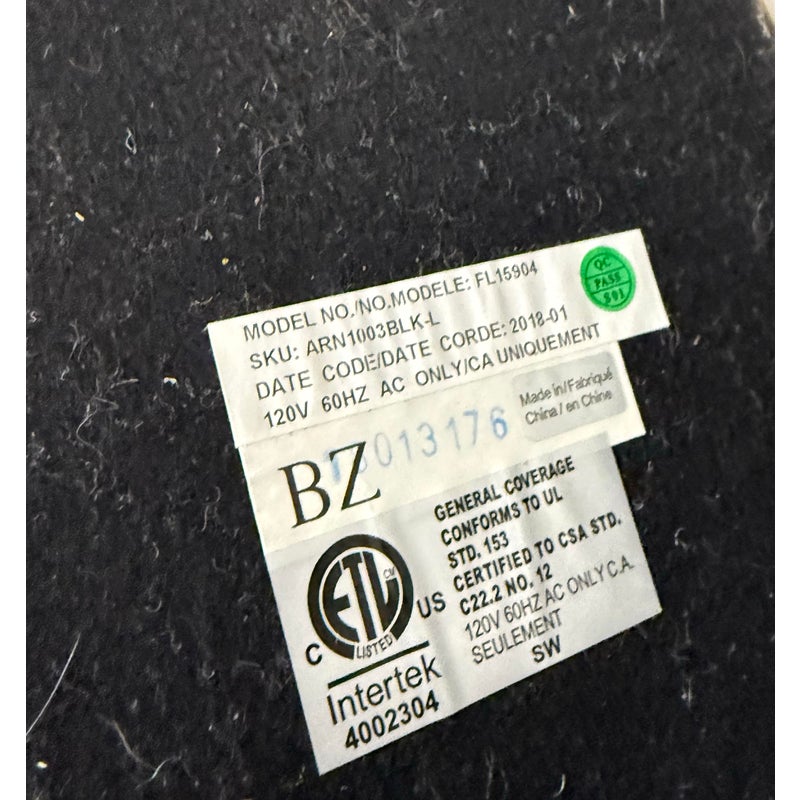 MODEL NO./NO.MODELE: FL15904
SKU: ARN1003BLK-L
DATE CODE/DATE CORDE: 2018-01
120V 60HZ AC ONLY/CA UNIQUEMENT
QC
PASS
S01
Made in/Fabriqué
China/en Chine
BZ 013176
GENERAL COVERAGE
CONFORMS TO UL
STD. 153
CERTIFIED TO CSA STD.
C22.2 NO. 12
120V 60HZ AC ONLY C.A.
SEULEMENT
SW
ETL CM
LISTED
C US
Intertek
4002304